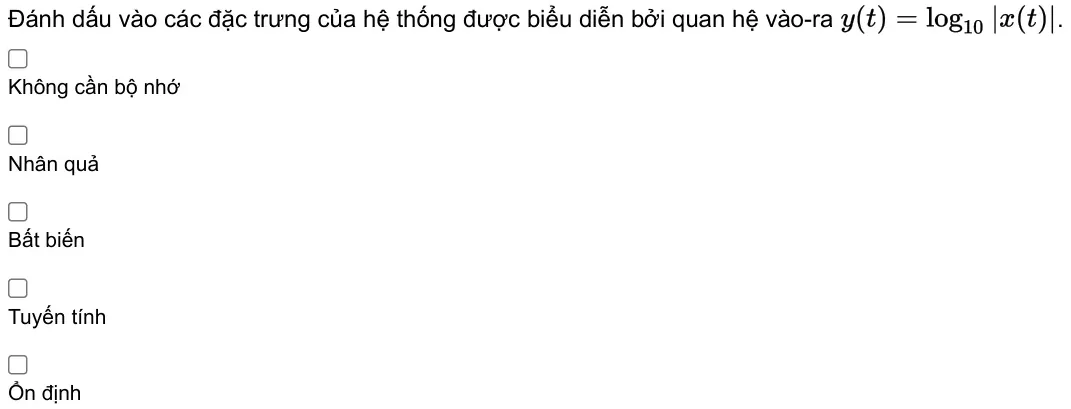 Đánh dấu vào các đặc trưng của hệ thống được biểu diễn bởi quan hệ vào-ra y(t) = log₁₀ |x(t)|.
Không cần bộ nhớ
Nhân quả
Bất biến
Tuyến tính
Ổn định